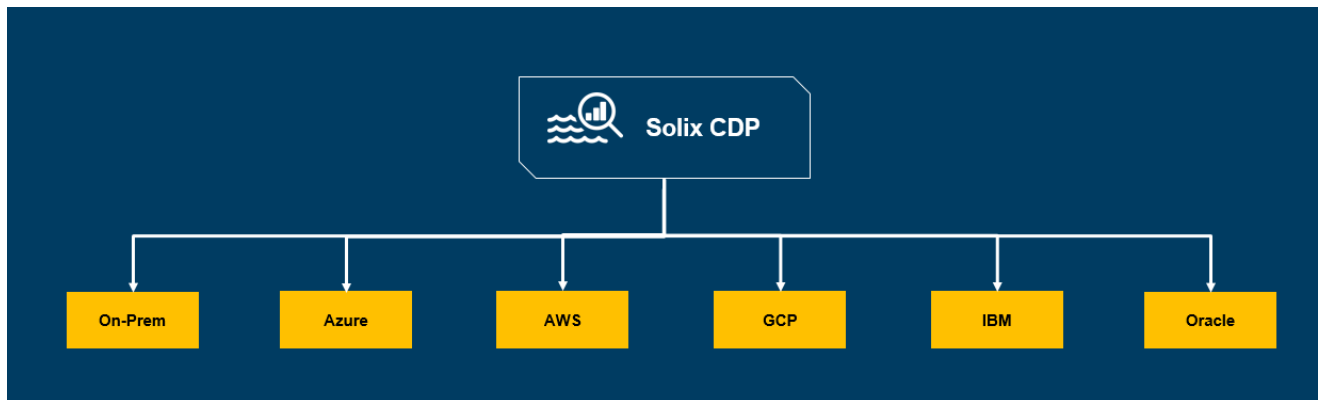 Solix CDP
On-Prem
Azure
AWS
GCP
IBM
Oracle